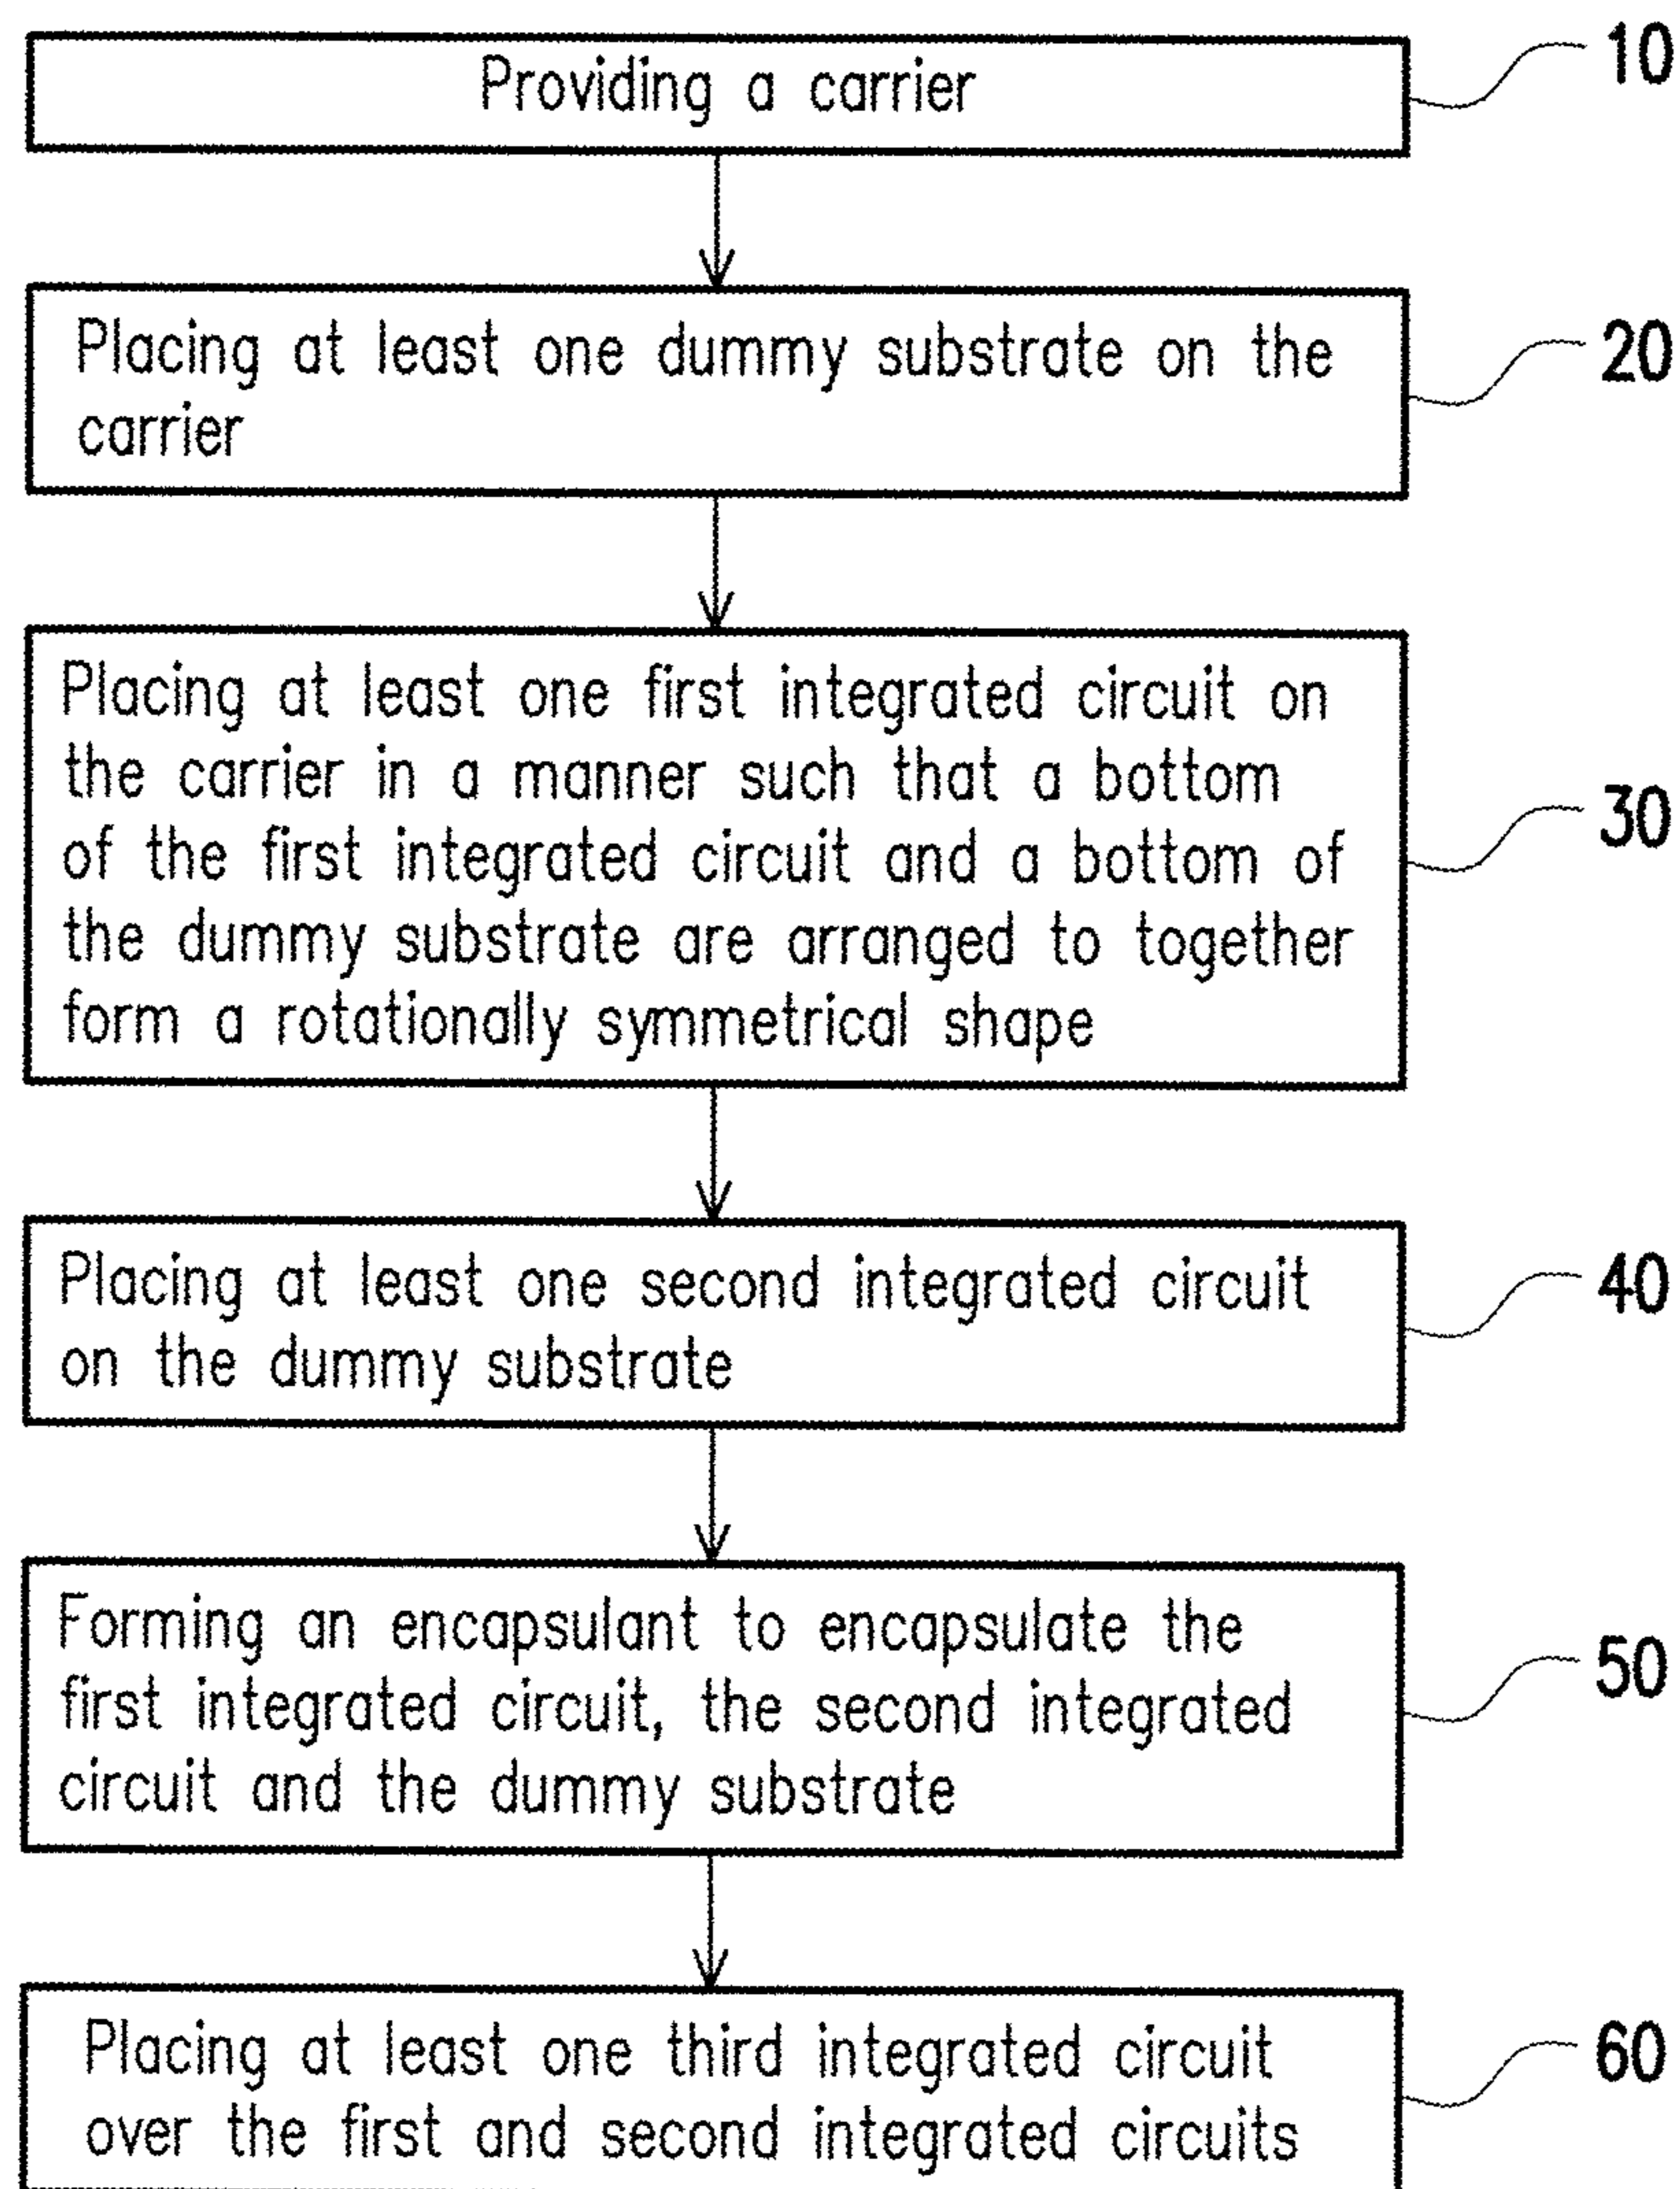 Providing a carrier
10
Placing at least one dummy substrate on the
carrier
20
Placing at least one first integrated circuit on
the carrier in a manner such that a bottom
of the first integrated circuit and a bottom of
the dummy substrate are arranged to together
form a rotationally symmetrical shape
30
Placing at least one second integrated circuit
on the dummy substrate
40
Forming an encapsulant to encapsulate the
first integrated circuit, the second integrated
circuit and the dummy substrate
50
Placing at least one third integrated circuit
over the first and second integrated circuits
60